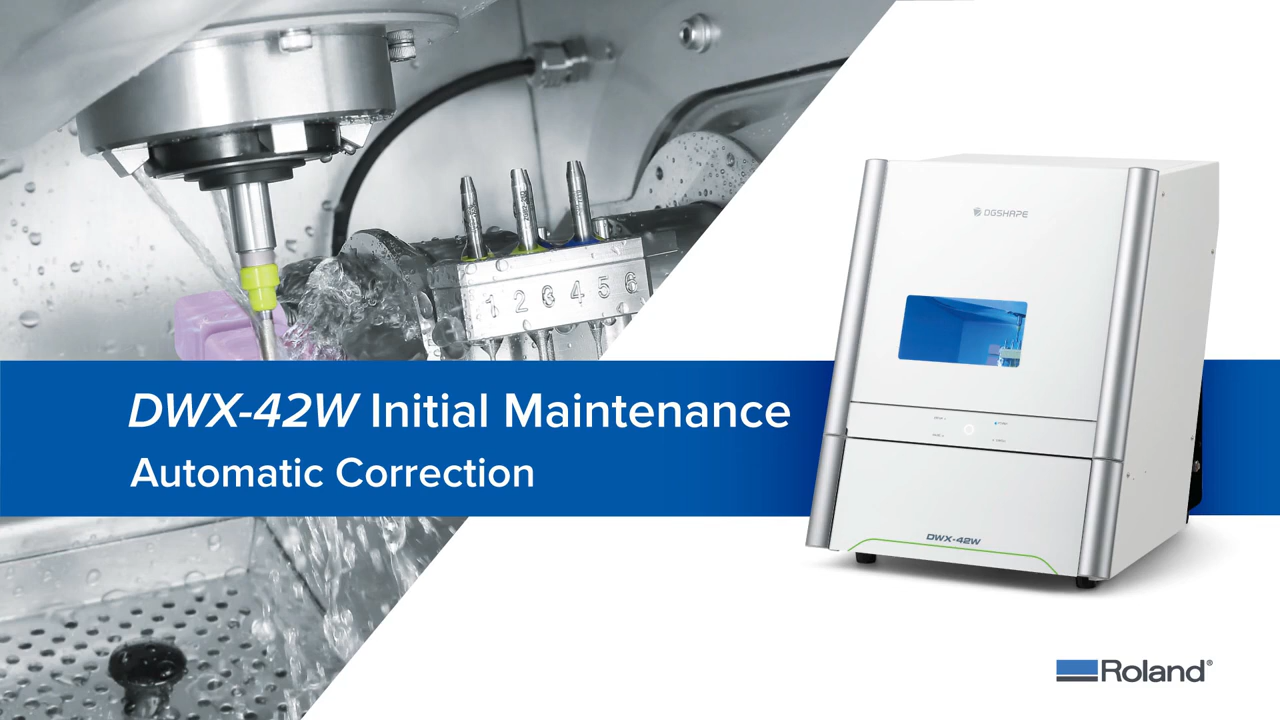 1 2 3 4 5 6
DGSHAPE
DWX-42W Initial Maintenance
Automatic Correction
DWX-42W
Roland®